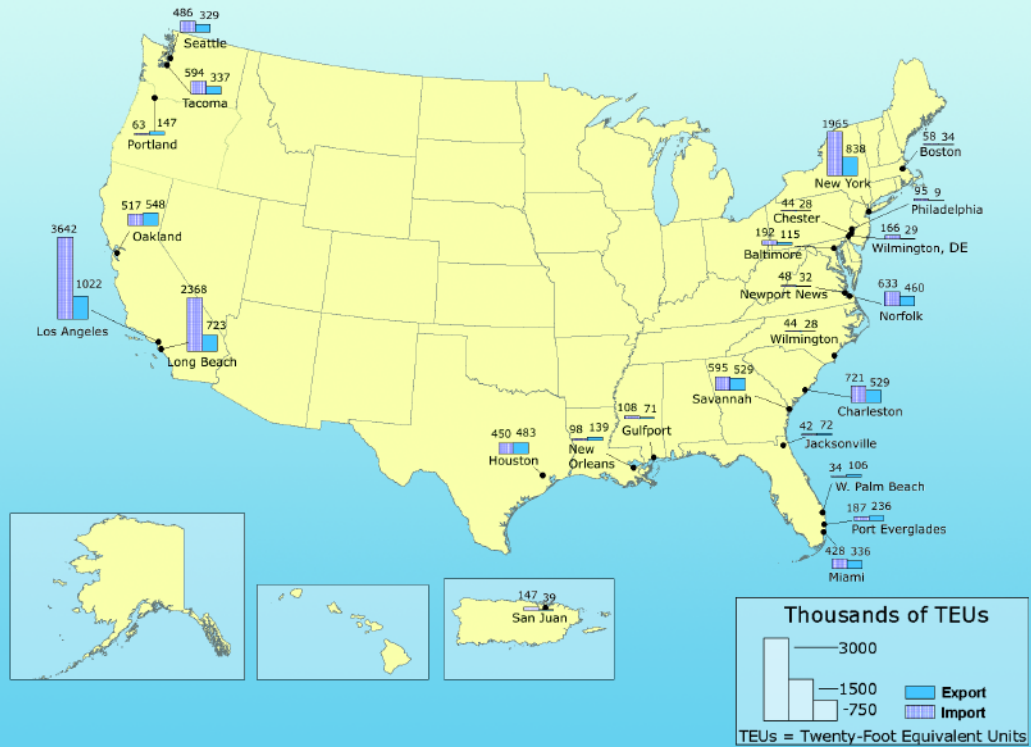 486 329
Seattle
594 337
Tacoma
63 147
Portland
517 548
Oakland
3642
1022
Los Angeles
2368
723
Long Beach
1965
838
New York
58 34
Boston
95 9
Philadelphia
44 28
Chester
166 29
Wilmington, DE
192 115
Baltimore
48 32
Newport News
633 460
Norfolk
44 28
Wilmington
595 529
Savannah
721 529
Charleston
108 71
Gulfport
42 72
Jacksonville
450 483
Houston
98 139
New
Orleans
34 106
W. Palm Beach
187 236
Port Everglades
428 336
Miami
147 39
San Juan
Thousands of TEUs
3000
1500
-750
Export
Import
TEUs = Twenty-Foot Equivalent Units